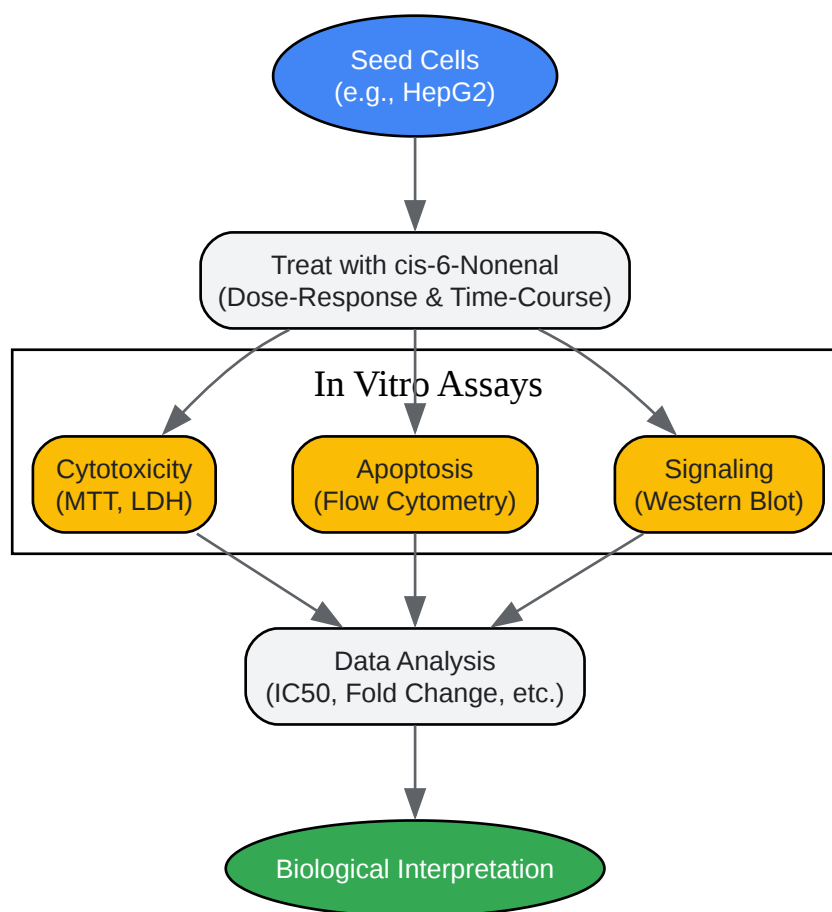 Seed Cells
(e.g., HepG2)
Treat with cis-6-Nonenal
(Dose-Response & Time-Course)
In Vitro Assays
Cytotoxicity
(MTT, LDH)
Apoptosis
(Flow Cytometry)
Signaling
(Western Blot)
Data Analysis
(IC50, Fold Change, etc.)
Biological Interpretation